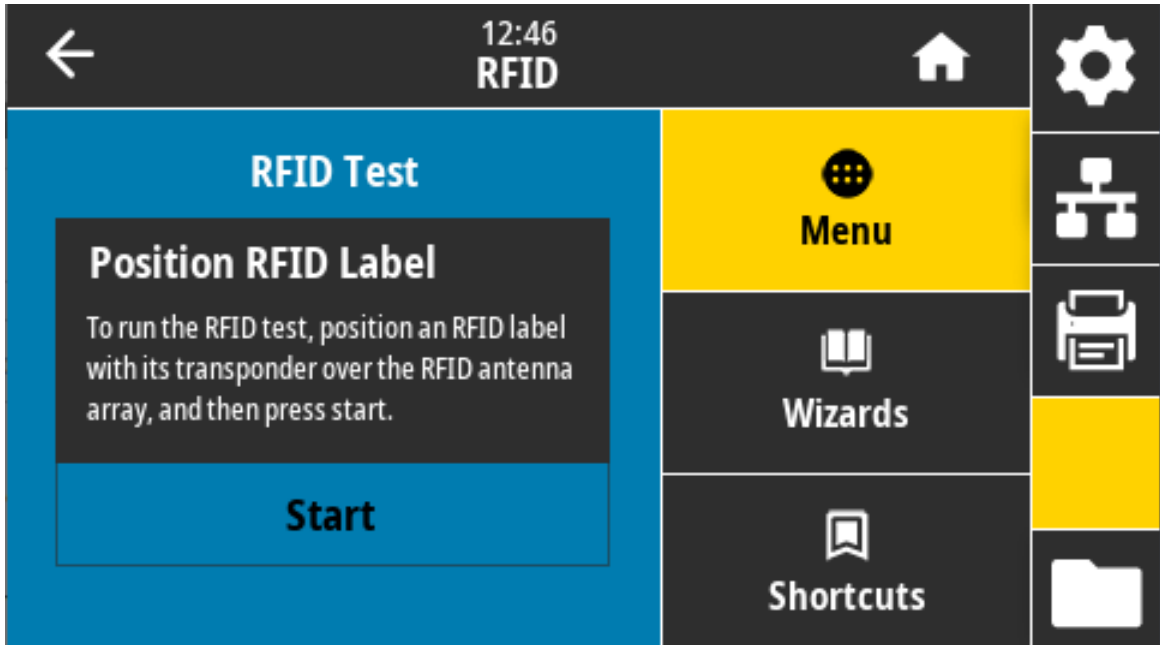 12:46
RFID
RFID Test
Position RFID Label
To run the RFID test, position an RFID label
with its transponder over the RFID antenna
array, and then press start.
Start
Menu
Wizards
Shortcuts